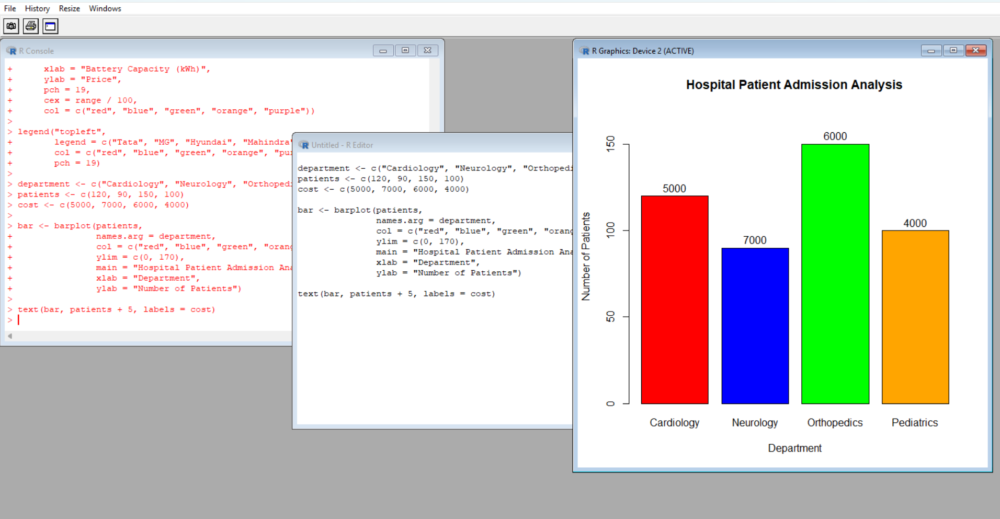 File History Resize Windows
R Console
+ xlab = "Battery Capacity (kWh)",
+ ylab = "Price",
+ pch = 19,
+ cex = range / 100,
+ col = c("red", "blue", "green", "orange", "purple"))
>
> legend("topleft",
+ legend = c("Tata", "MG", "Hyundai", "Mahindra"
+ col = c("red", "blue", "green", "orange", "pu
+ pch = 19)
>
> department <- c("Cardiology", "Neurology", "Orthoped
> patients <- c(120, 90, 150, 100)
> cost <- c(5000, 7000, 6000, 4000)
>
> bar <- barplot(patients,
+ names.arg = department,
+ col = c("red", "blue", "green", "oran
+ ylim = c(0, 170),
+ main = "Hospital Patient Admission Ana
+ xlab = "Department",
+ ylab = "Number of Patients")
>
> text(bar, patients + 5, labels = cost)
>
Untitled - R Editor
department <- c("Cardiology", "Neurology", "Orthopedi
patients <- c(120, 90, 150, 100)
cost <- c(5000, 7000, 6000, 4000)
bar <- barplot(patients,
names.arg = department,
col = c("red", "blue", "green", "orang
ylim = c(0, 170),
main = "Hospital Patient Admission Ana
xlab = "Department",
ylab = "Number of Patients")
text(bar, patients + 5, labels = cost)
R Graphics: Device 2 (ACTIVE)
Hospital Patient Admission Analysis
Number of Patients
150
100
50
0
5000
7000
6000
4000
Cardiology Neurology Orthopedics Pediatrics
Department